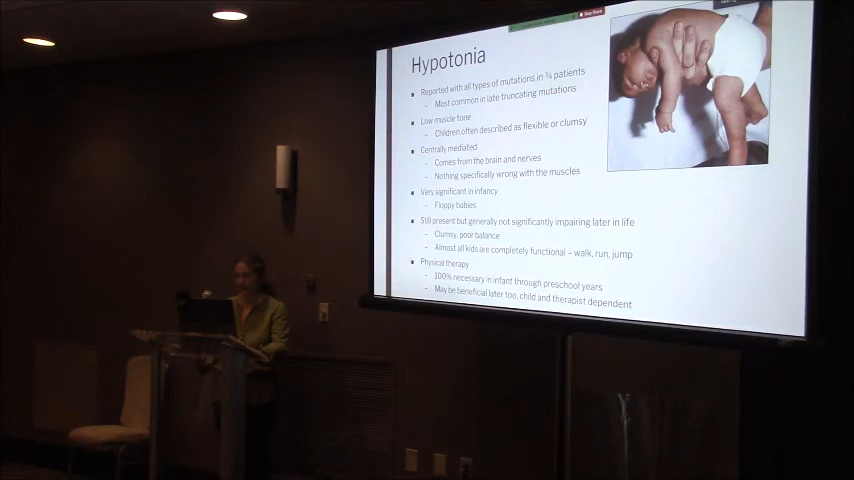 Stop Share
Hypotonia
▪ Reported with all types of mutations in ¾ patients
– Most common in late truncating mutations
▪ Low muscle tone
– Children often described as flexible or clumsy
▪ Centrally mediated
– Comes from the brain and nerves
– Nothing specifically wrong with the muscles
▪ Very significant in infancy
– Floppy babies
▪ Still present but generally not significantly impairing later in life
– Clumsy, poor balance
– Almost all kids are completely functional – walk, run, jump
▪ Physical therapy
– 100% necessary in infant through preschool years
– May be beneficial later too, child and therapist dependent